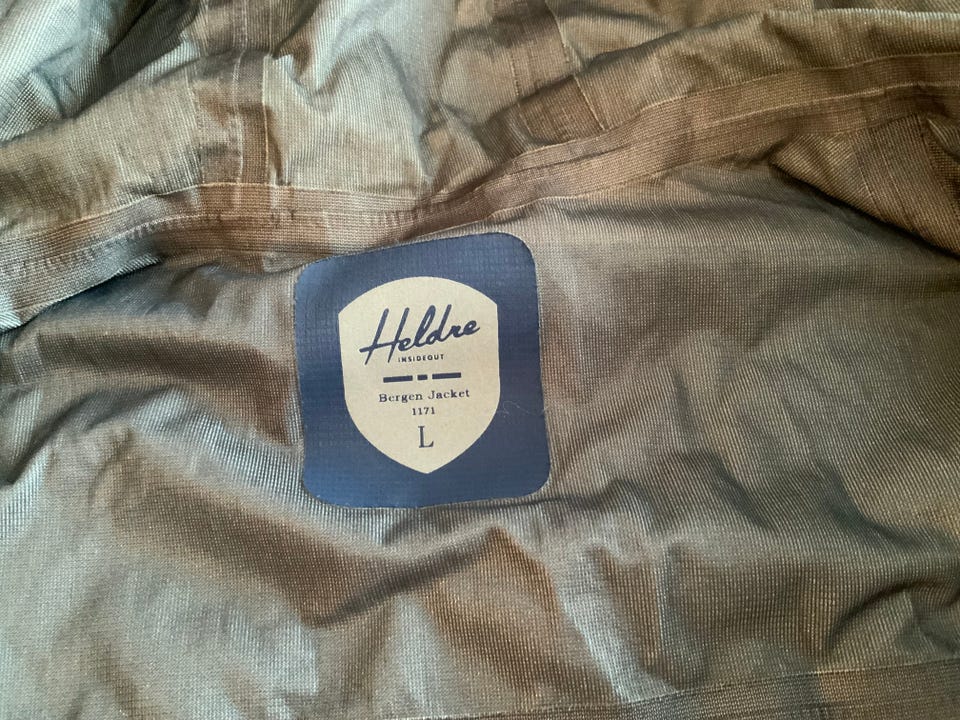 Heldre
INSIDEOUT
Bergen Jacket
1171
L